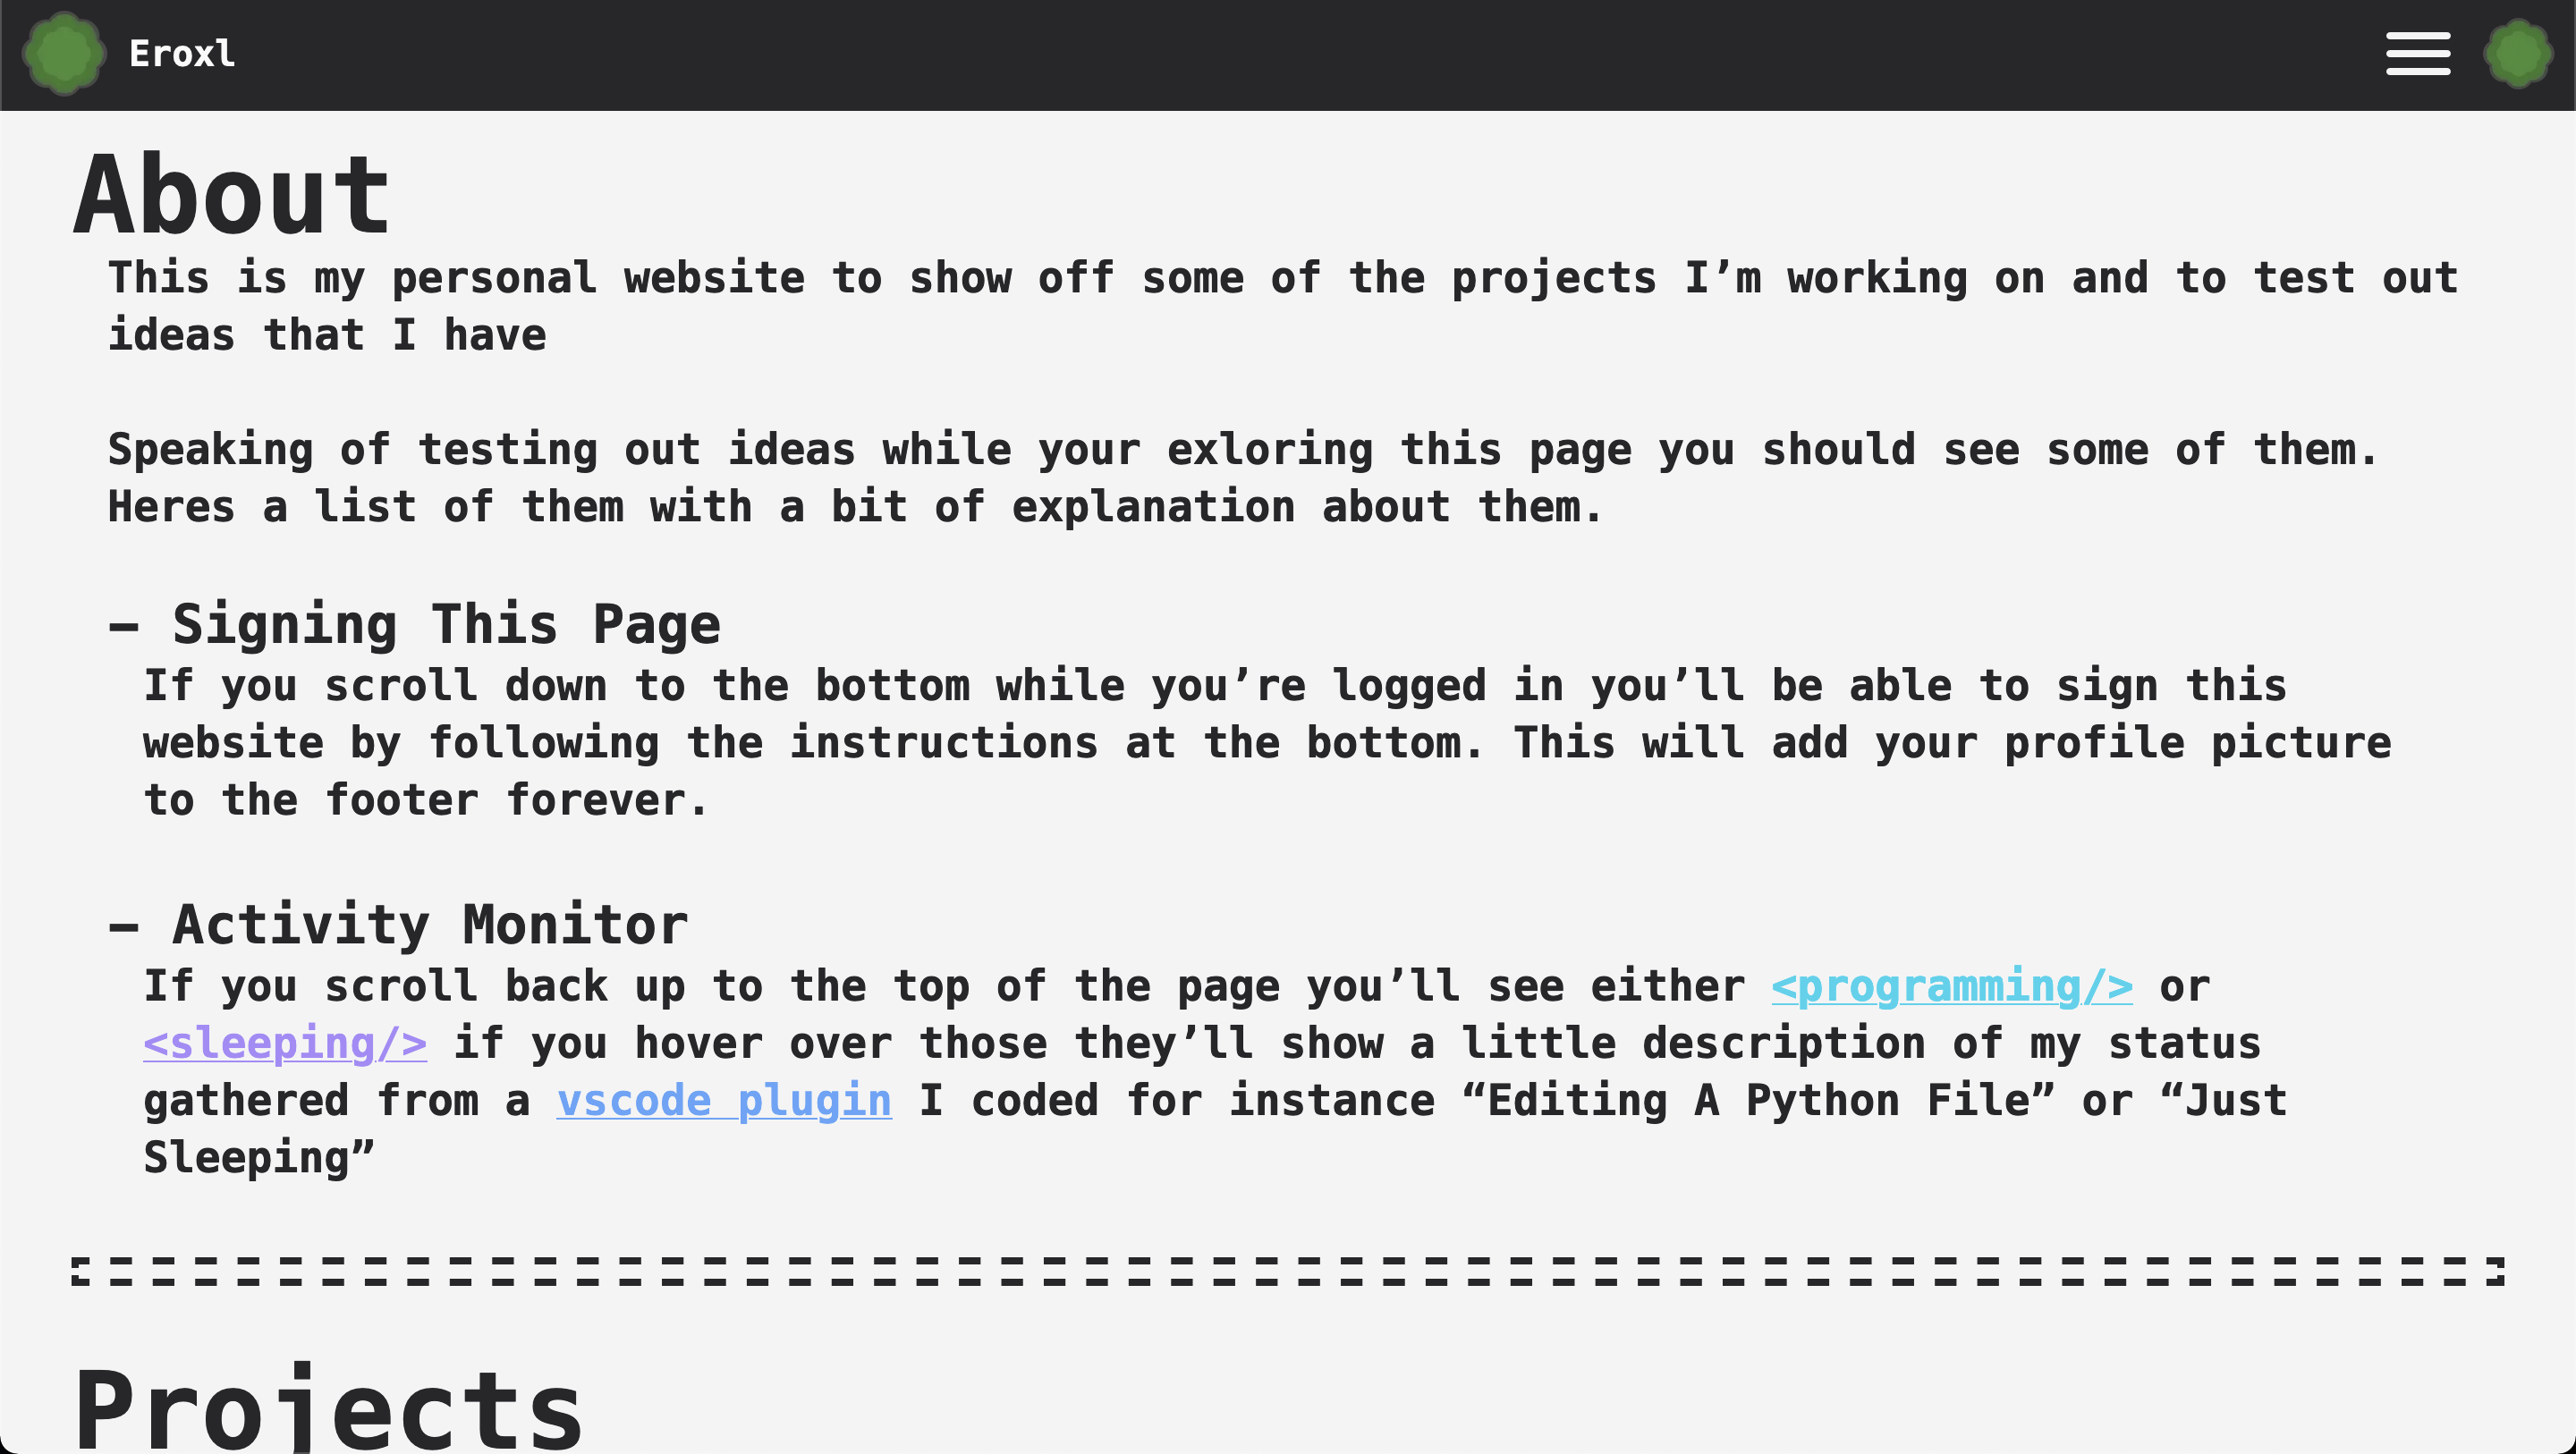 Eroxl
About
This is my personal website to show off some of the projects I’m working on and to test out
ideas that I have
Speaking of testing out ideas while your exloring this page you should see some of them.
Heres a list of them with a bit of explanation about them.
– Signing This Page
If you scroll down to the bottom while you’re logged in you’ll be able to sign this
website by following the instructions at the bottom. This will add your profile picture
to the footer forever.
– Activity Monitor
If you scroll back up to the top of the page you’ll see either <programming/> or
<sleeping/> if you hover over those they’ll show a little description of my status
gathered from a vscode plugin I coded for instance “Editing A Python File” or “Just
Sleeping”
Projects